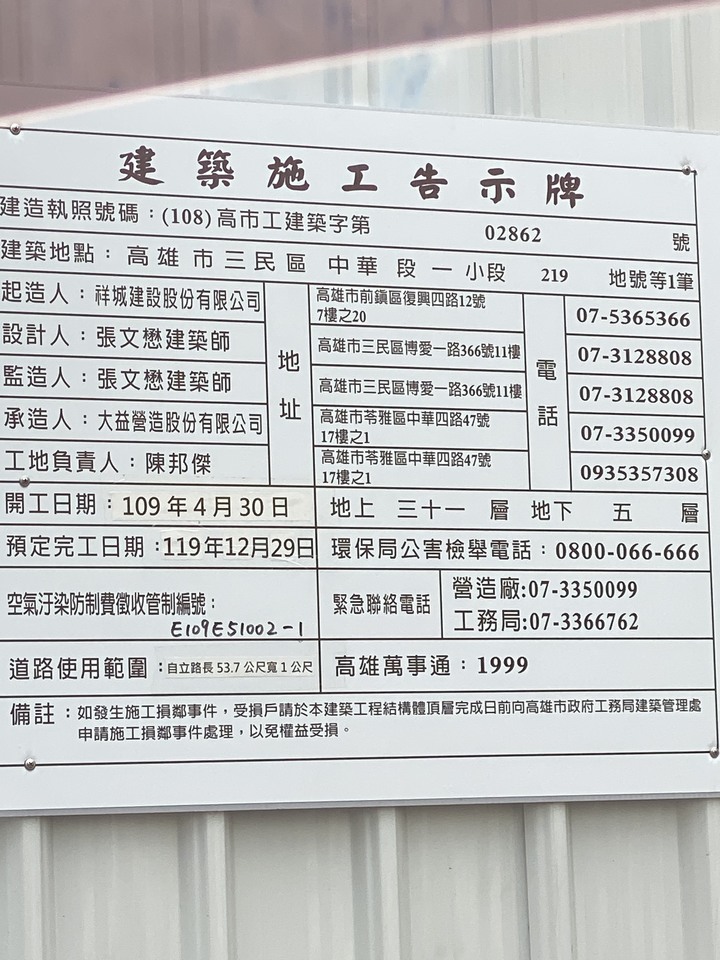 建築施工告示牌
建造執照號碼：(108)高市工建築字第 02862 號
建築地點：高雄市三民區 中華 段 一 小段 219 地號等1筆
起造人：祥城建設股份有限公司 地址 高雄市前鎮區復興四路12號 電話 07-5365366
7樓之20
設計人：張文懋建築師 高雄市三民區博愛一路366號11樓 07-3128808
監造人：張文懋建築師 高雄市三民區博愛一路366號11樓 07-3128808
承造人：大益營造股份有限公司 高雄市苓雅區中華四路47號 07-3350099
17樓之1
工地負責人：陳邦傑 高雄市苓雅區中華四路47號 0935357308
17樓之1
開工日期：109年4月30日 地上 三十一 層 地下 五 層
預定完工日期：119年12月29日 環保局公害檢舉電話：0800-066-666
空氣汙染防制費徵收管制編號： 緊急聯絡電話 營造廠:07-3350099
E109E51002-1 工務局:07-3366762
道路使用範圍：自立路長 53.7 公尺寬 1 公尺 高雄萬事通：1999
備註：如發生施工損鄰事件，受損戶請於本建築工程結構體頂層完成日前向高雄市政府工務局建築管理處
申請施工損鄰事件處理，以免權益受損。